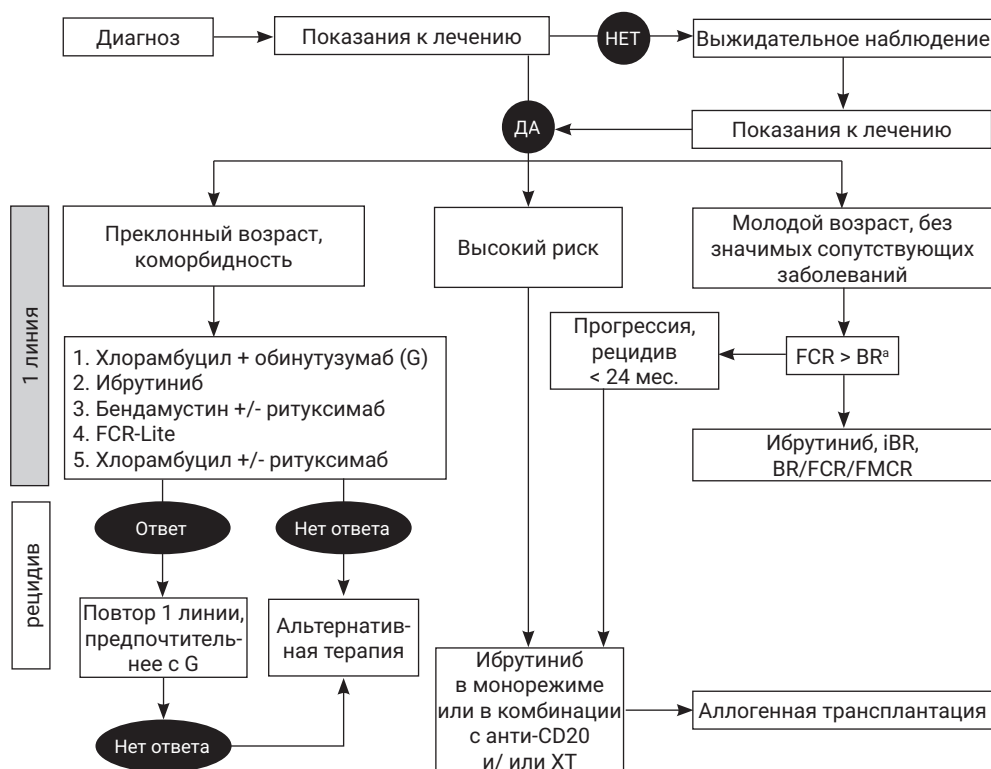 Диагноз
Показания к лечению
НЕТ
Выжидательное наблюдение
ДА
Показания к лечению
1 линия
Преклонный возраст,
коморбидность
Высокий риск
Молодой возраст, без
значимых сопутствующих
заболеваний
Прогрессия,
рецидив
< 24 мес.
FCR > BRᵃ
1. Хлорамбуцил + обинутузумаб (G)
2. Ибрутиниб
3. Бендамустин +/- ритуксимаб
4. FCR-Lite
5. Хлорамбуцил +/- ритуксимаб
Ибрутиниб, iBR,
BR/FCR/FMCR
рецидив
Ответ
Нет ответа
Повтор 1 линии,
предпочтитель-
нее с G
Альтернатив-
ная терапия
Нет ответа
Ибрутиниб
в монорежиме
или в комбинации
с анти-CD20
и/ или XT
Аллогенная трансплантация